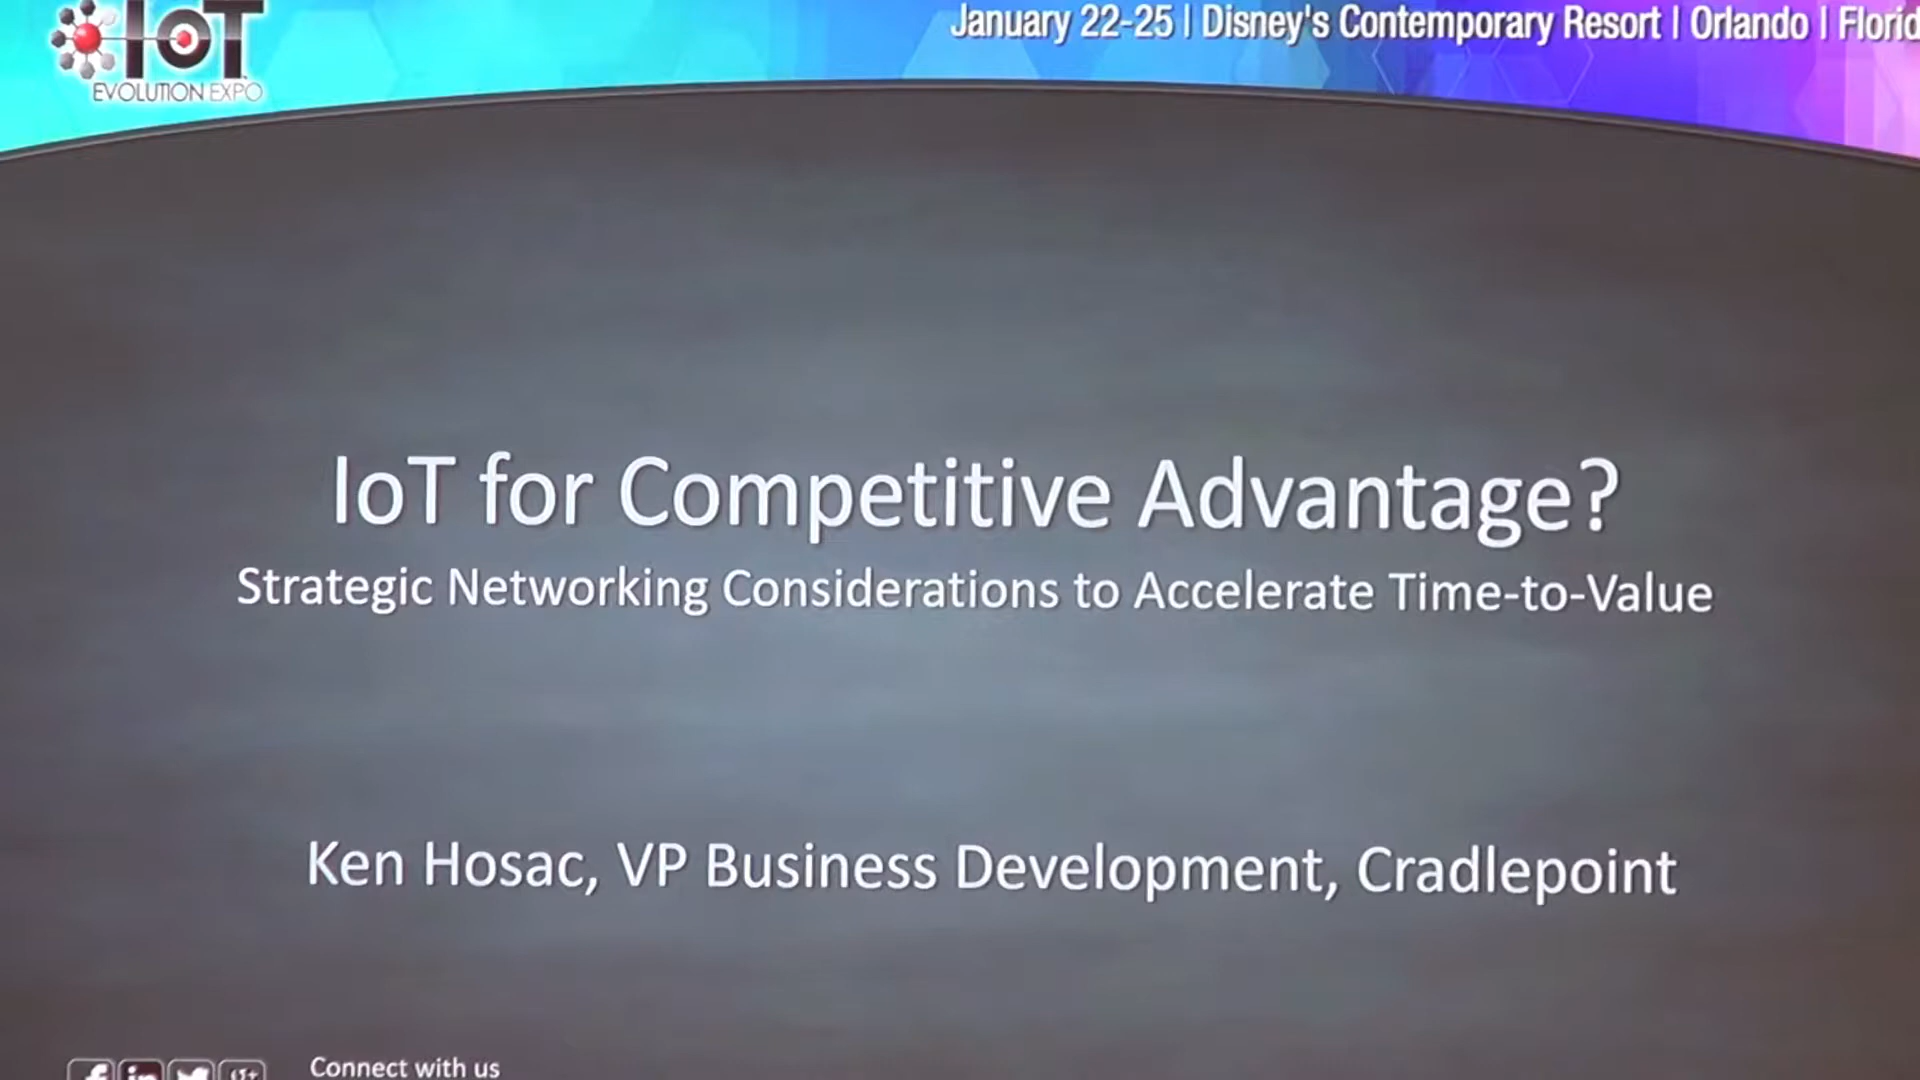 IoT
EVOLUTION EXPO
January 22-25 | Disney's Contemporary Resort | Orlando | Florid
IoT for Competitive Advantage?
Strategic Networking Considerations to Accelerate Time-to-Value
Ken Hosac, VP Business Development, Cradlepoint
Connect with us